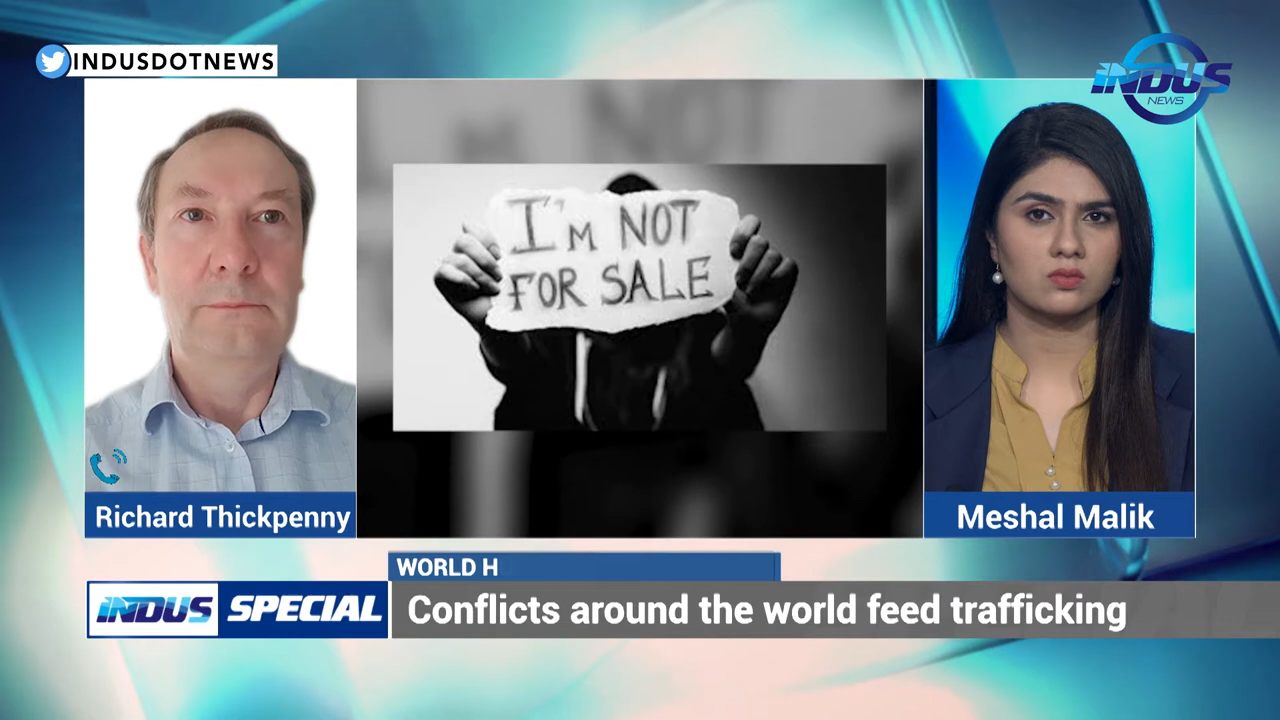 INDUSDOTNEWS
INDUS
NEWS
I'M NOT
I'M NOT
FOR SALE
Richard Thickpenny
Meshal Malik
WORLD H
INDUS SPECIAL
Conflicts around the world feed trafficking